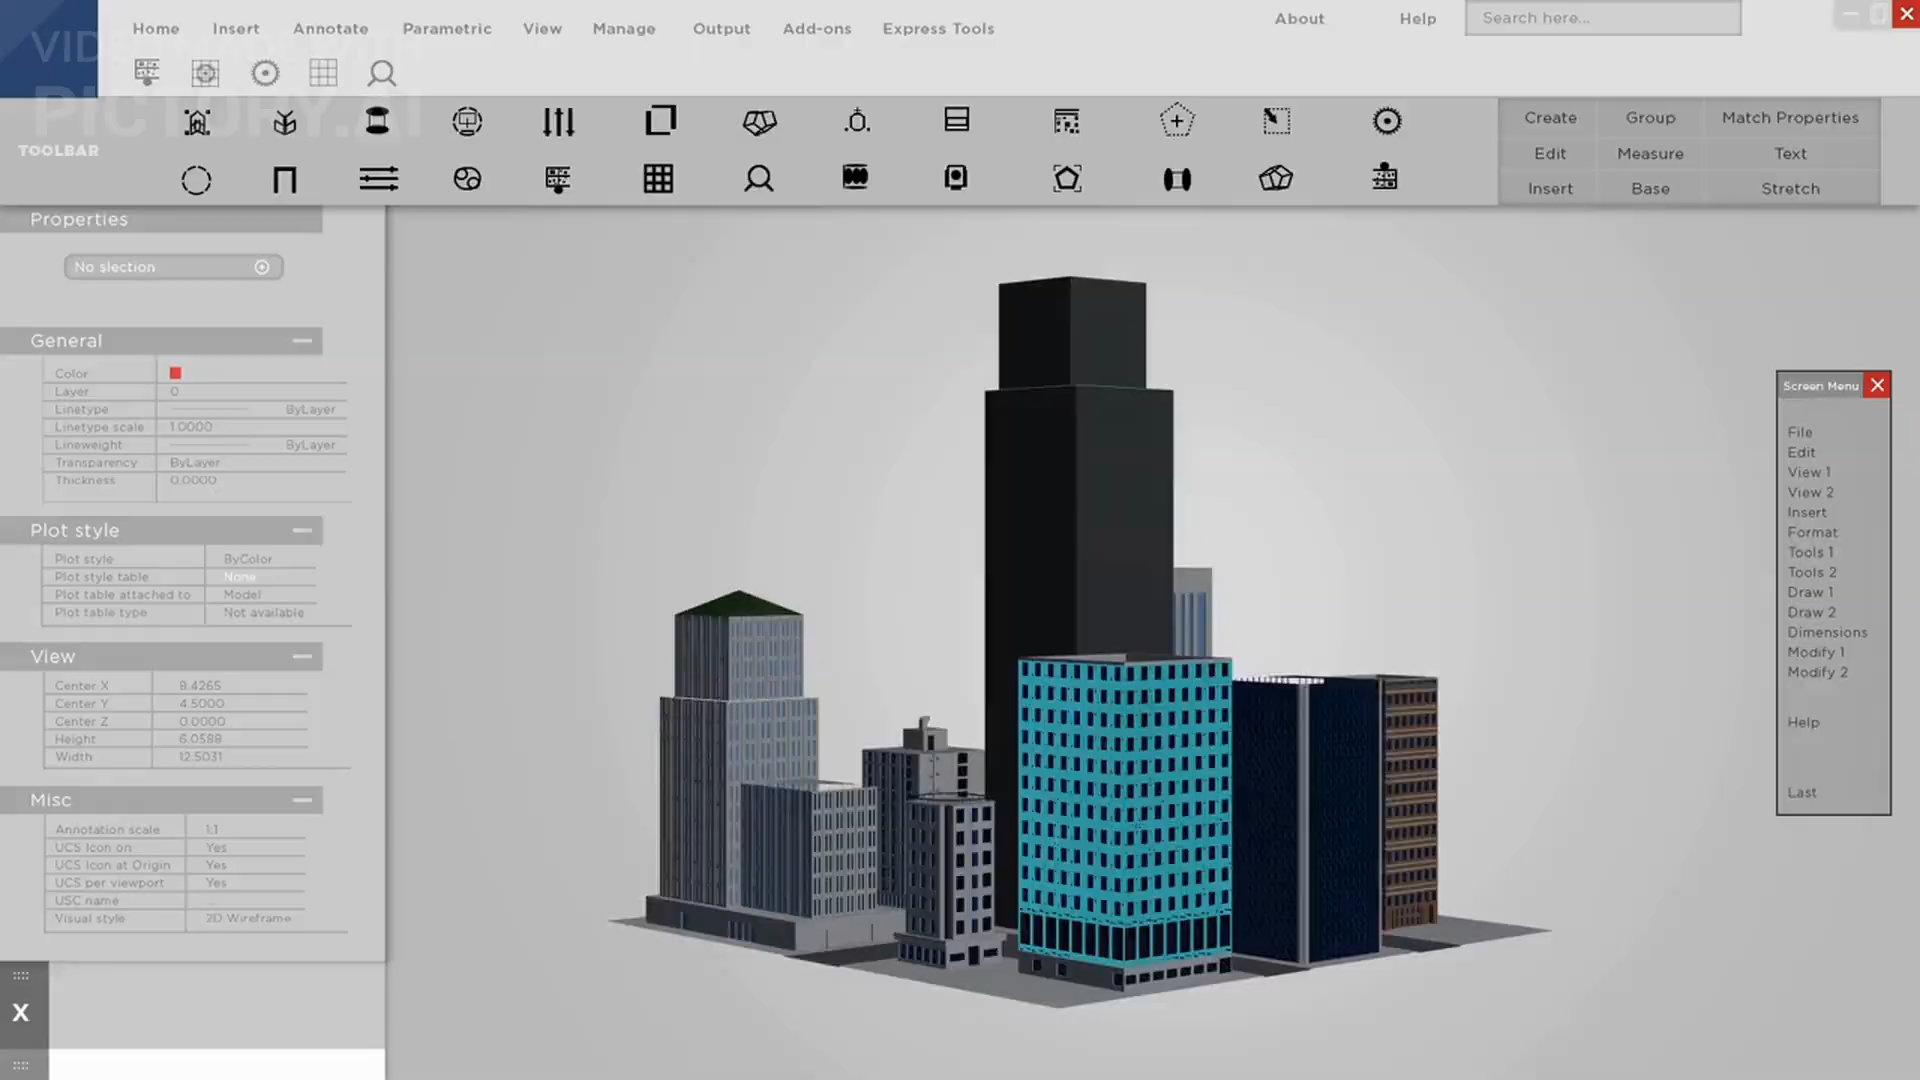 Home Insert Annotate Parametric View Manage Output Add-ons Express Tools
About Help Search here...
PICTORY.AI
TOOLBAR
Create Group Match Properties
Edit Measure Text
Insert Base Stretch
Properties
No slection
General
Color
Layer 0
Linetype ByLayer
Linetype scale 1.0000
Lineweight ByLayer
Transparency ByLayer
Thickness 0.0000
Plot style
Plot style ByColor
Plot style table None
Plot table attached to Model
Plot table type Not available
View
Center X 8.4265
Center Y 4.5000
Center Z 0.0000
Height 6.0588
Width 12.5031
Misc
Annotation scale 1:1
UCS Icon on Yes
UCS Icon at Origin Yes
UCS per viewport Yes
USC name
Visual style 2D Wireframe
X
Screen Menu
File
Edit
View 1
View 2
Insert
Format
Tools 1
Tools 2
Draw 1
Draw 2
Dimensions
Modify 1
Modify 2
Help
Last